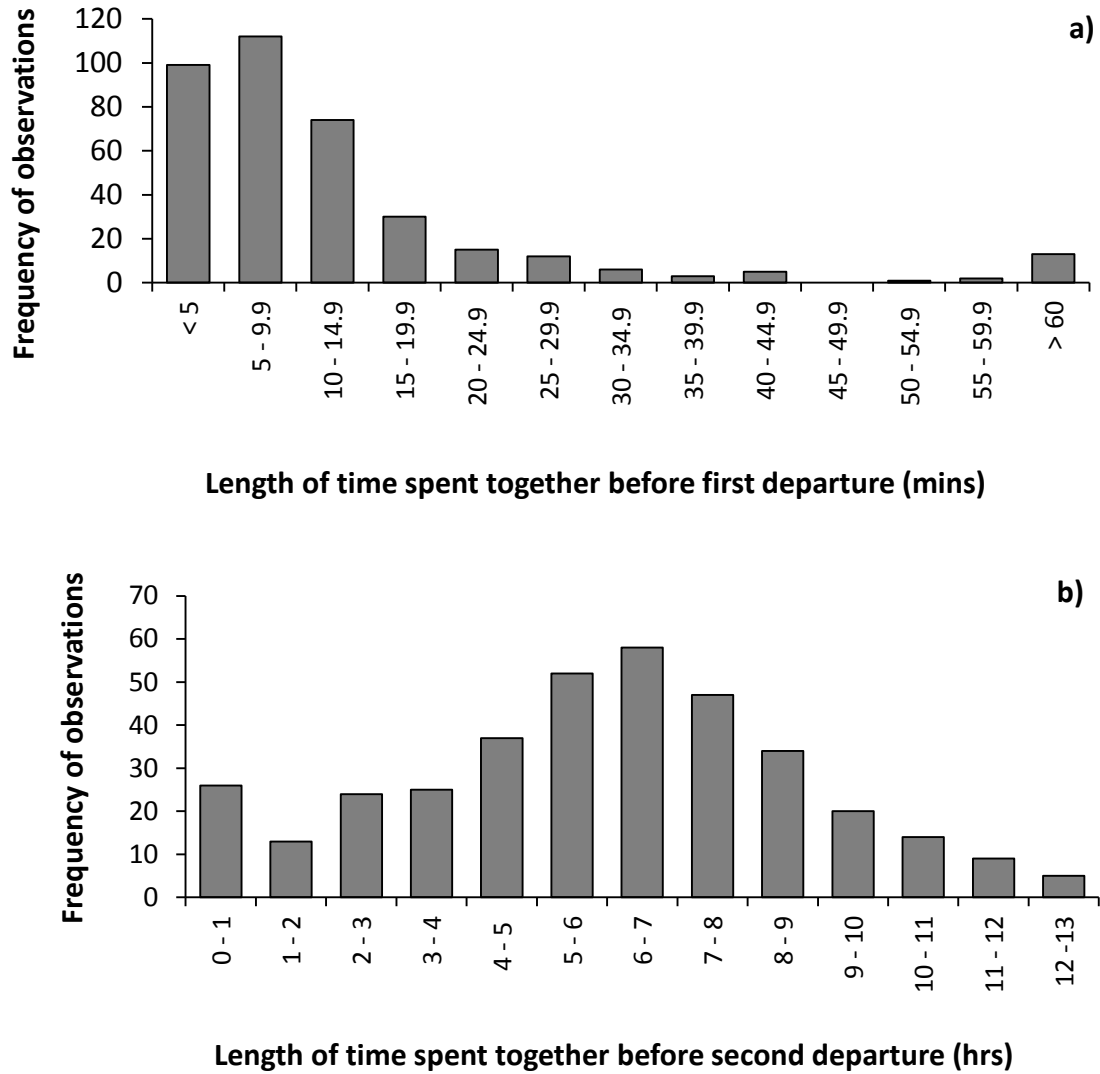 a)
Frequency of observations
120
100
80
60
40
20
0
< 5
5 - 9.9
10 - 14.9
15 - 19.9
20 - 24.9
25 - 29.9
30 - 34.9
35 - 39.9
40 - 44.9
45 - 49.9
50 - 54.9
55 - 59.9
> 60
Length of time spent together before first departure (mins)
b)
Frequency of observations
70
60
50
40
30
20
10
0
0 - 1
1 - 2
2 - 3
3 - 4
4 - 5
5 - 6
6 - 7
7 - 8
8 - 9
9 - 10
10 - 11
11 - 12
12 -13
Length of time spent together before second departure (hrs)